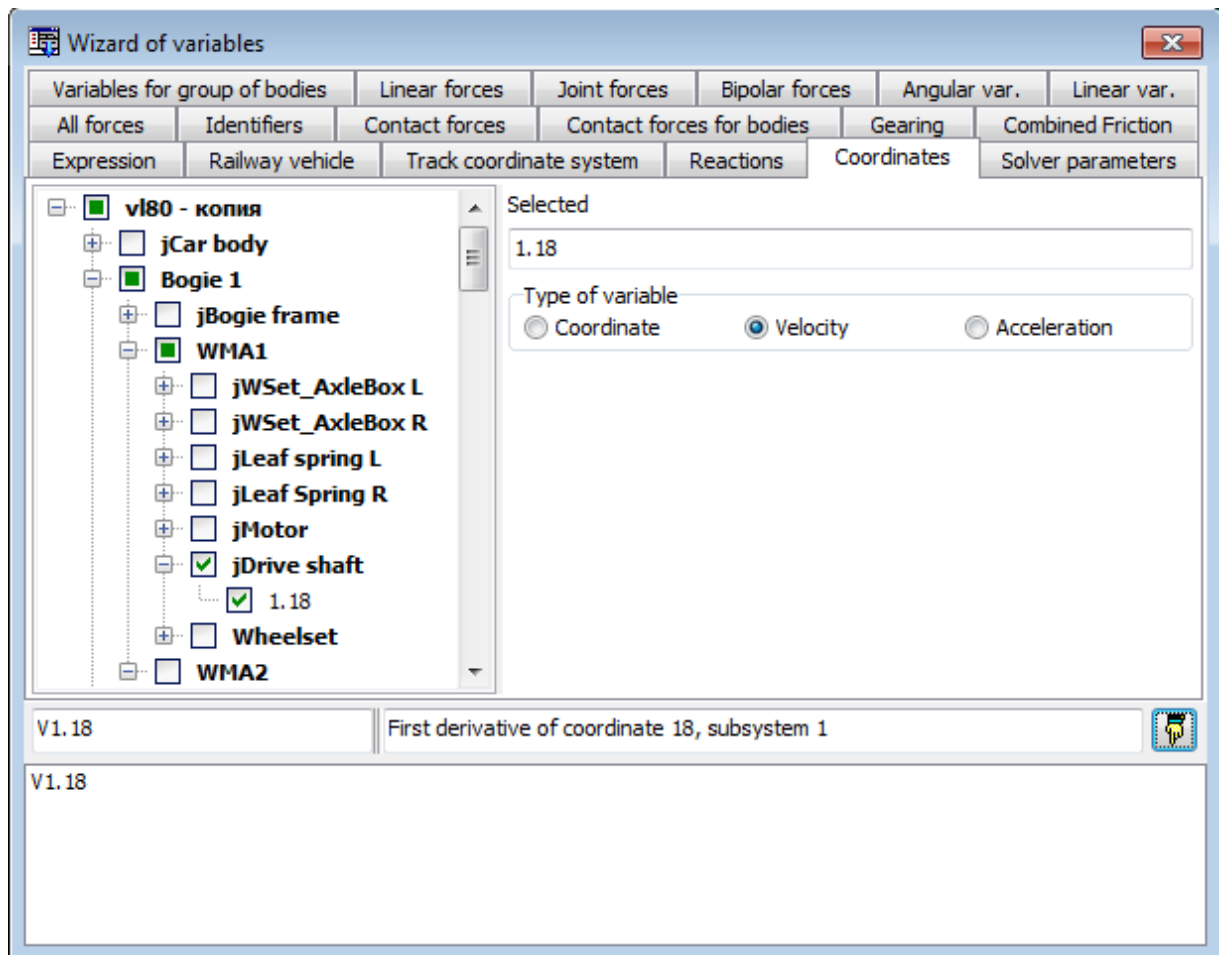 Wizard of variables
Variables for group of bodies Linear forces Joint forces Bipolar forces Angular var. Linear var.
All forces Identifiers Contact forces Contact forces for bodies Gearing Combined Friction
Expression Railway vehicle Track coordinate system Reactions Coordinates Solver parameters
vl80 - копия
jCar body
Bogie 1
jBogie frame
WMA1
jWSet_AxleBox L
jWSet_AxleBox R
jLeaf spring L
jLeaf Spring R
jMotor
jDrive shaft
1.18
Wheelset
WMA2
Selected
1.18
Type of variable
Coordinate Velocity Acceleration
V1.18 First derivative of coordinate 18, subsystem 1
V1.18